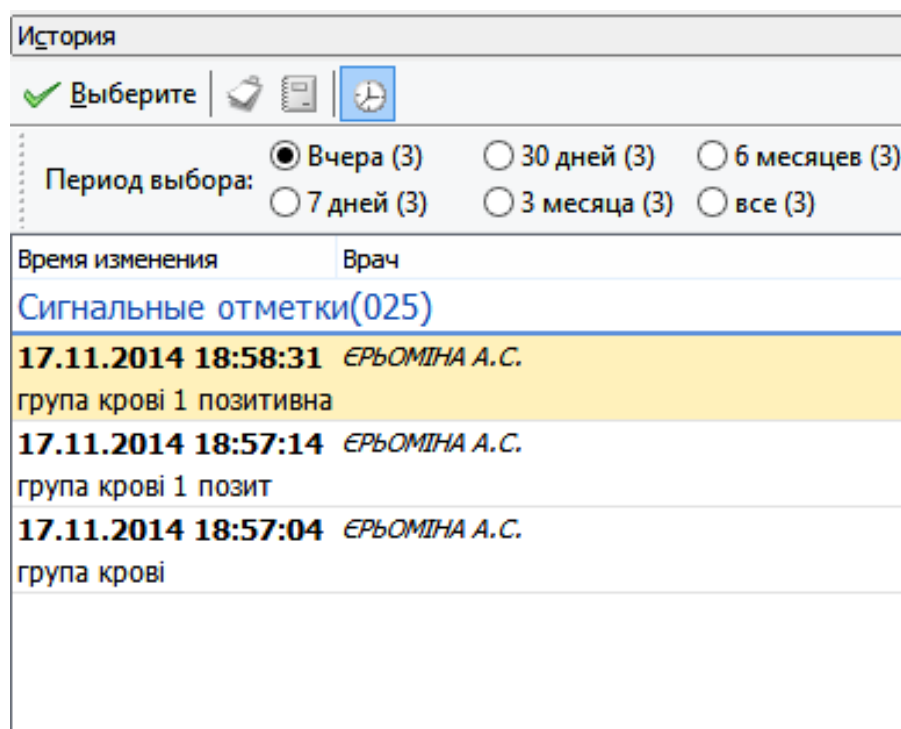 История
Выберите
Период выбора:
Вчера (3) 30 дней (3) 6 месяцев (3)
7 дней (3) 3 месяца (3) все (3)
Время изменения Врач
Сигнальные отметки(025)
17.11.2014 18:58:31 ЄРЬОМІНА А.С.
група крові 1 позитивна
17.11.2014 18:57:14 ЄРЬОМІНА А.С.
група крові 1 позит
17.11.2014 18:57:04 ЄРЬОМІНА А.С.
група крові